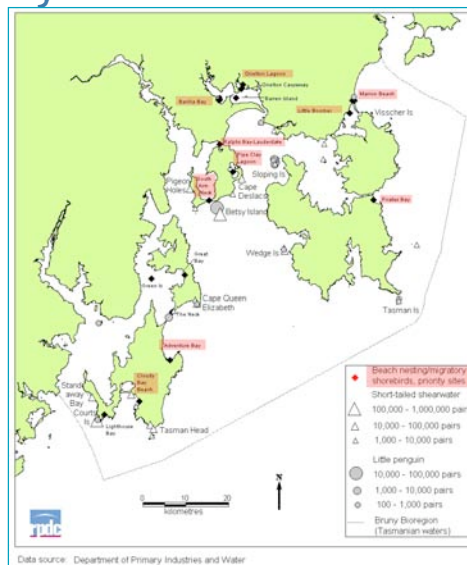 Orielton Lagoon
Orielton Causeway
Barren Island
Barilla Bay
Little Boomer
Marion Beach
Visscher Is
Ralphs Bay/Lauderdale
Pipe Clay
Lagoon
Sloping Is
South Arm
Neck
Pigeon
Holes
Cape
Deslacs
Betsy Island
Pirates Bay
Wedge Is
Great
Bay
Green Is
Cape Queen
Elizabeth
The Neck
Tasman Is
Adventure Bay
Cloudy
Bay
Beach
Stand-
away Bay
Courts
Is
Lighthouse
Bay
Tasman Head
Beach nesting/migratory
shorebirds, priority sites
Short-tailed shearwater
100,000 - 1,000,000 pairs
10,000 - 100,000 pairs
1,000 - 10,000 pairs
Little penguin
10,000 - 100,000 pairs
1,000 - 10,000 pairs
100 - 1,000 pairs
Bruny Bioregion
(Tasmanian waters)
N
0 10 20
kilometres
rpdc
Data source: Department of Primary Industries and Water